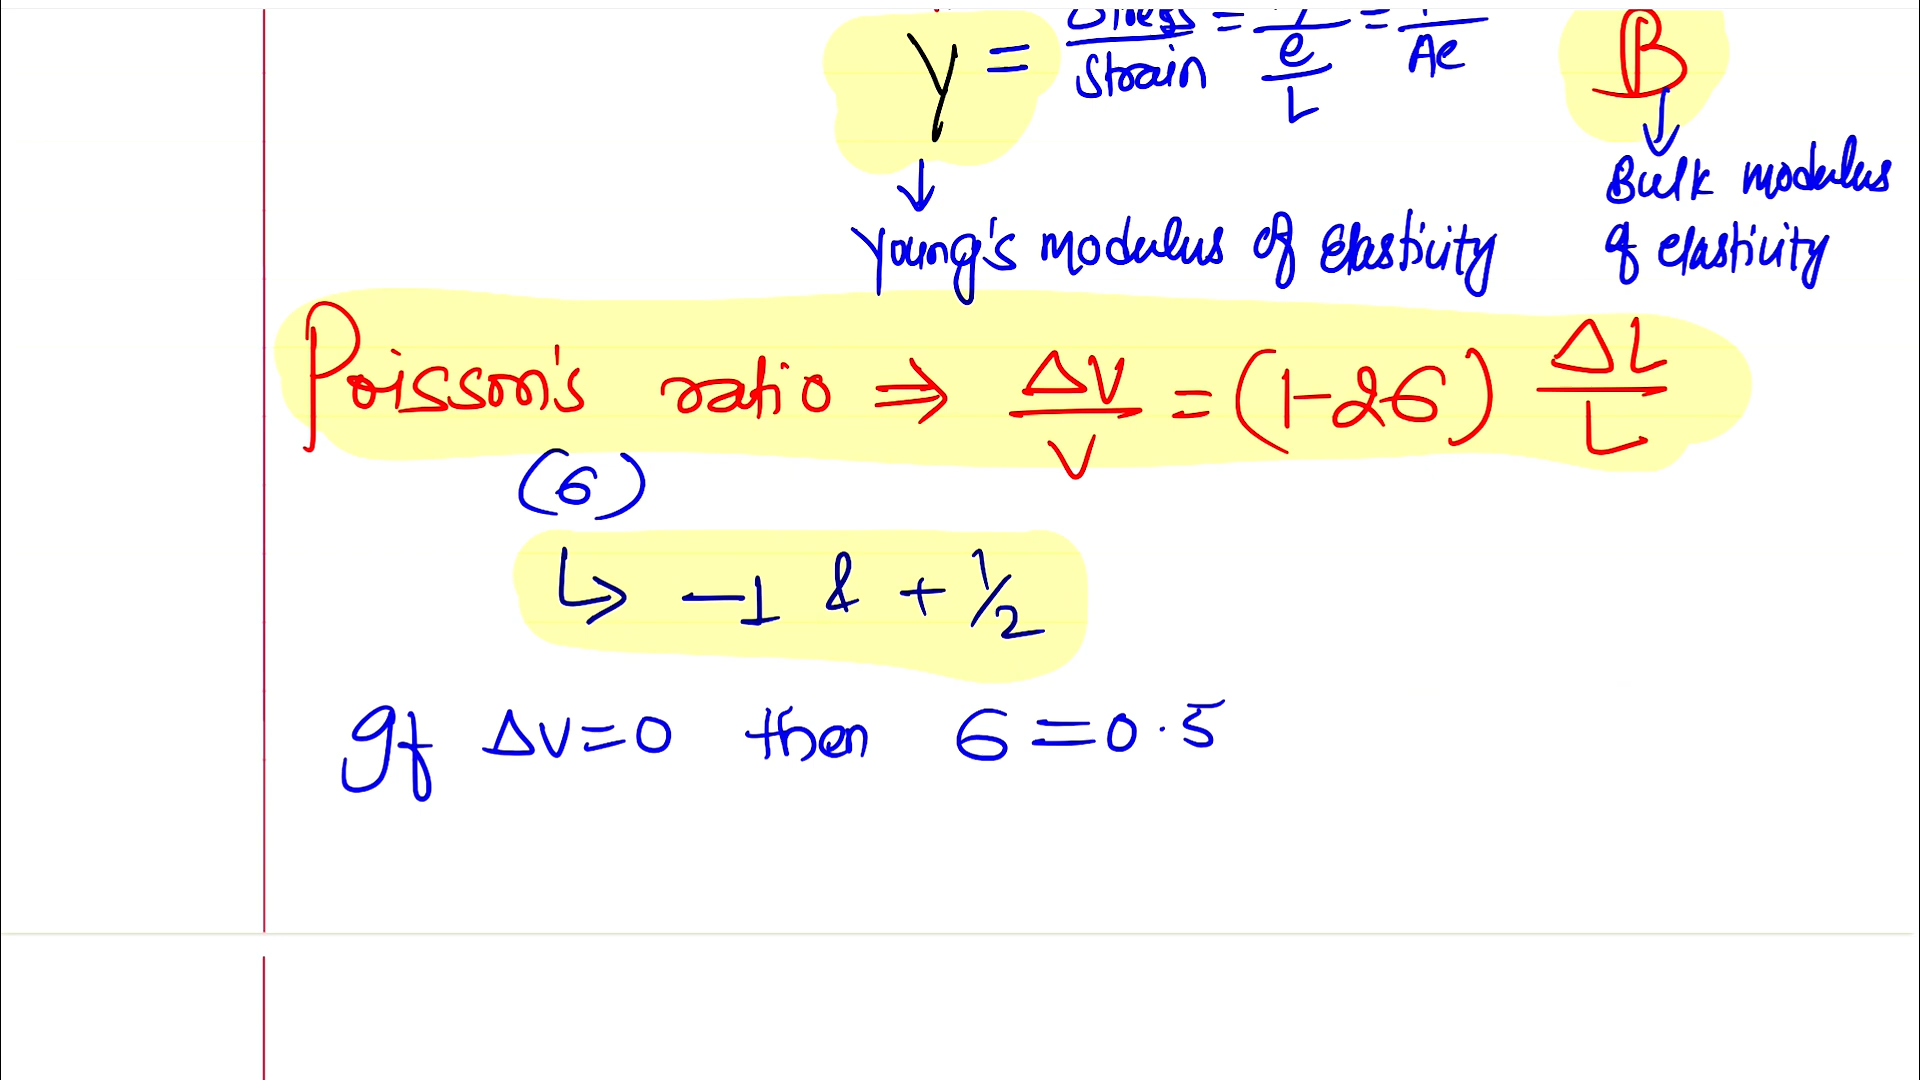 Y = Stress/Strain = /(e/L) = /Ae
B
Bulk modulus of elasticity
Young's modulus of Elasticity
Poisson's ratio ⇒ ΔV/V = (1-2σ) ΔL/L
(σ)
↳ -1 & + 1/2
If ΔV=0 then σ=0.5